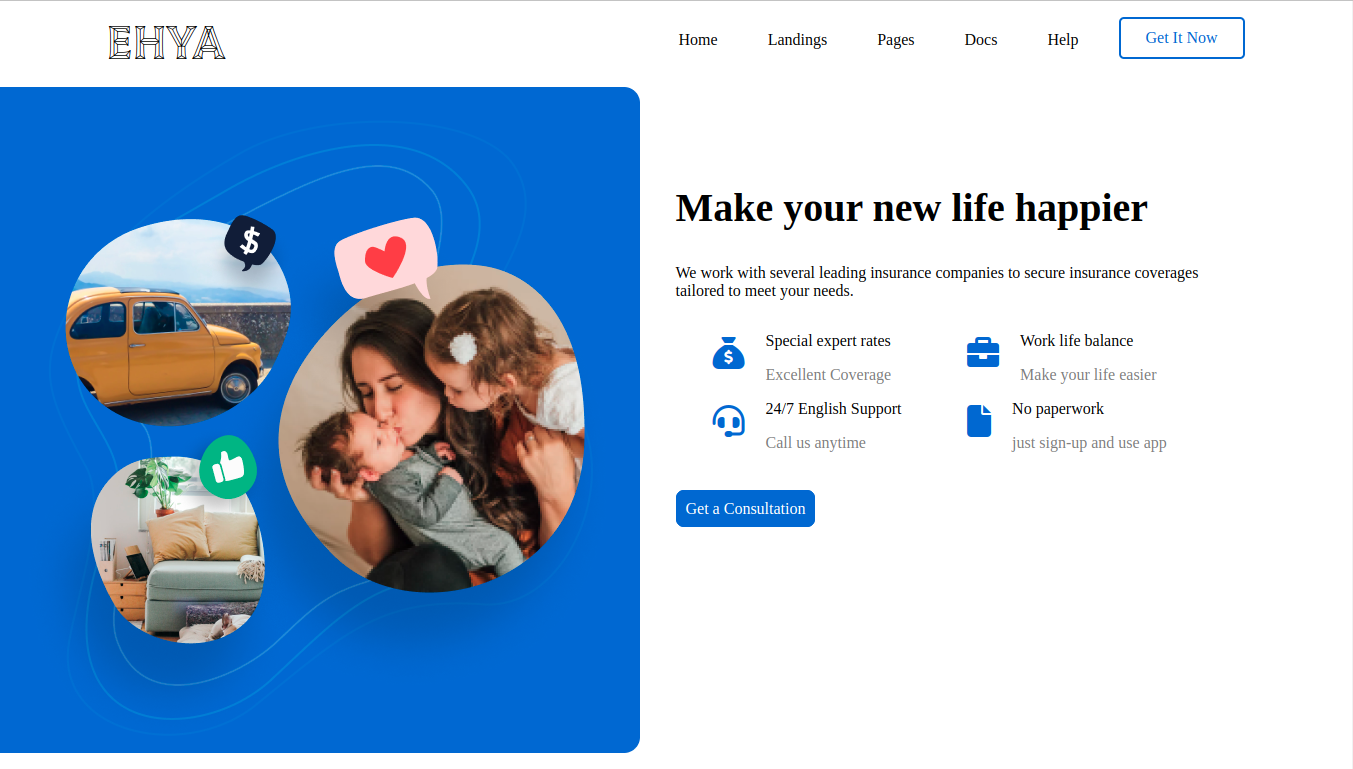 EHYA
Home Landings Pages Docs Help Get It Now
$
Make your new life happier
We work with several leading insurance companies to secure insurance coverages
tailored to meet your needs.
$
Special expert rates
Excellent Coverage
Work life balance
Make your life easier
24/7 English Support
Call us anytime
No paperwork
just sign-up and use app
Get a Consultation